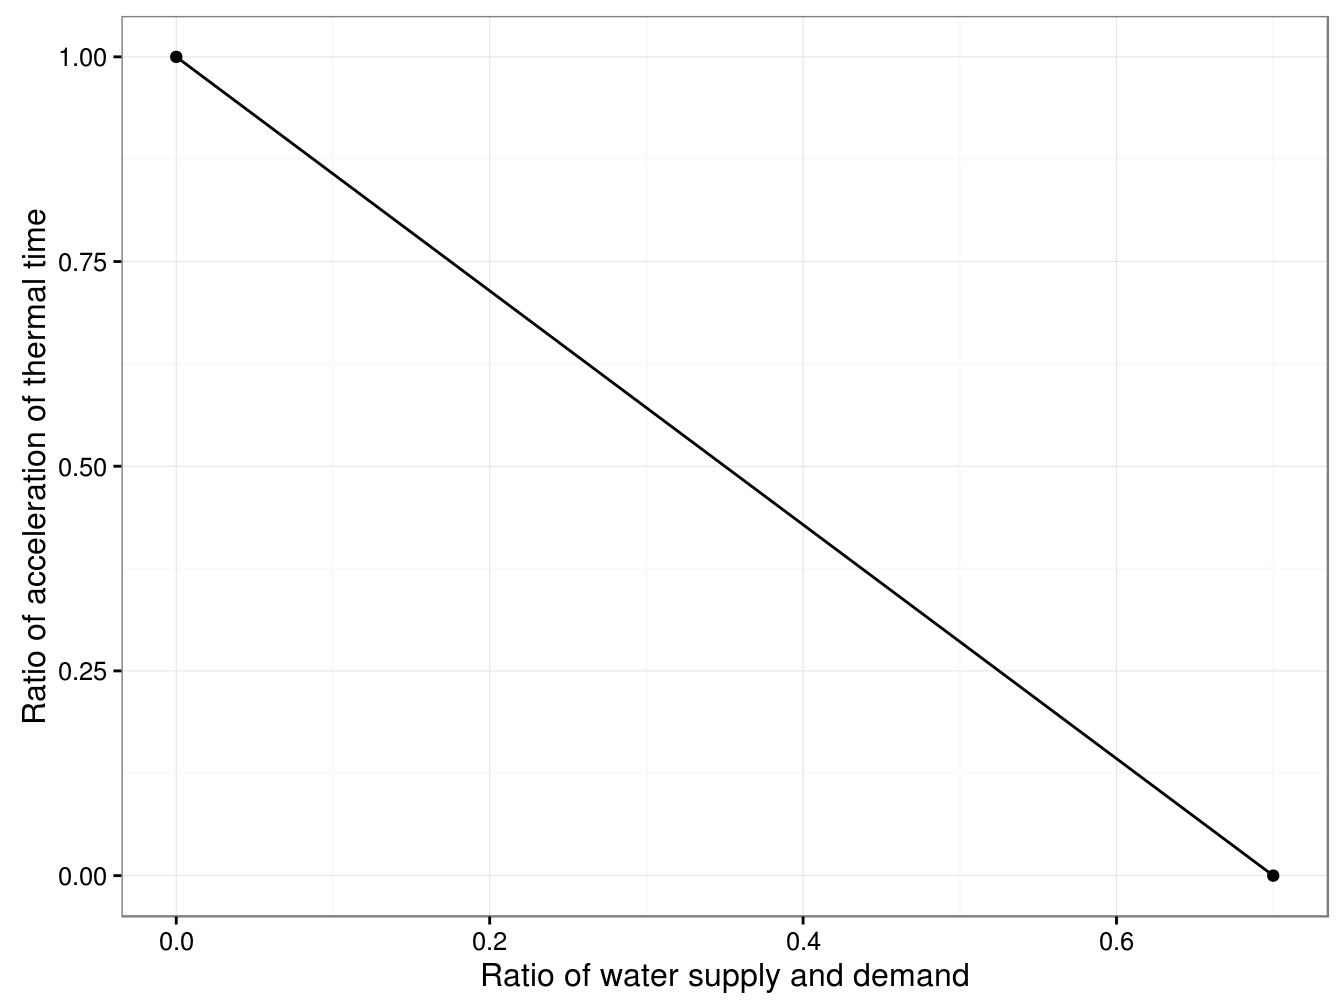 Ratio of acceleration of thermal time
1.00
0.75
0.50
0.25
0.00
0.0 0.2 0.4 0.6
Ratio of water supply and demand